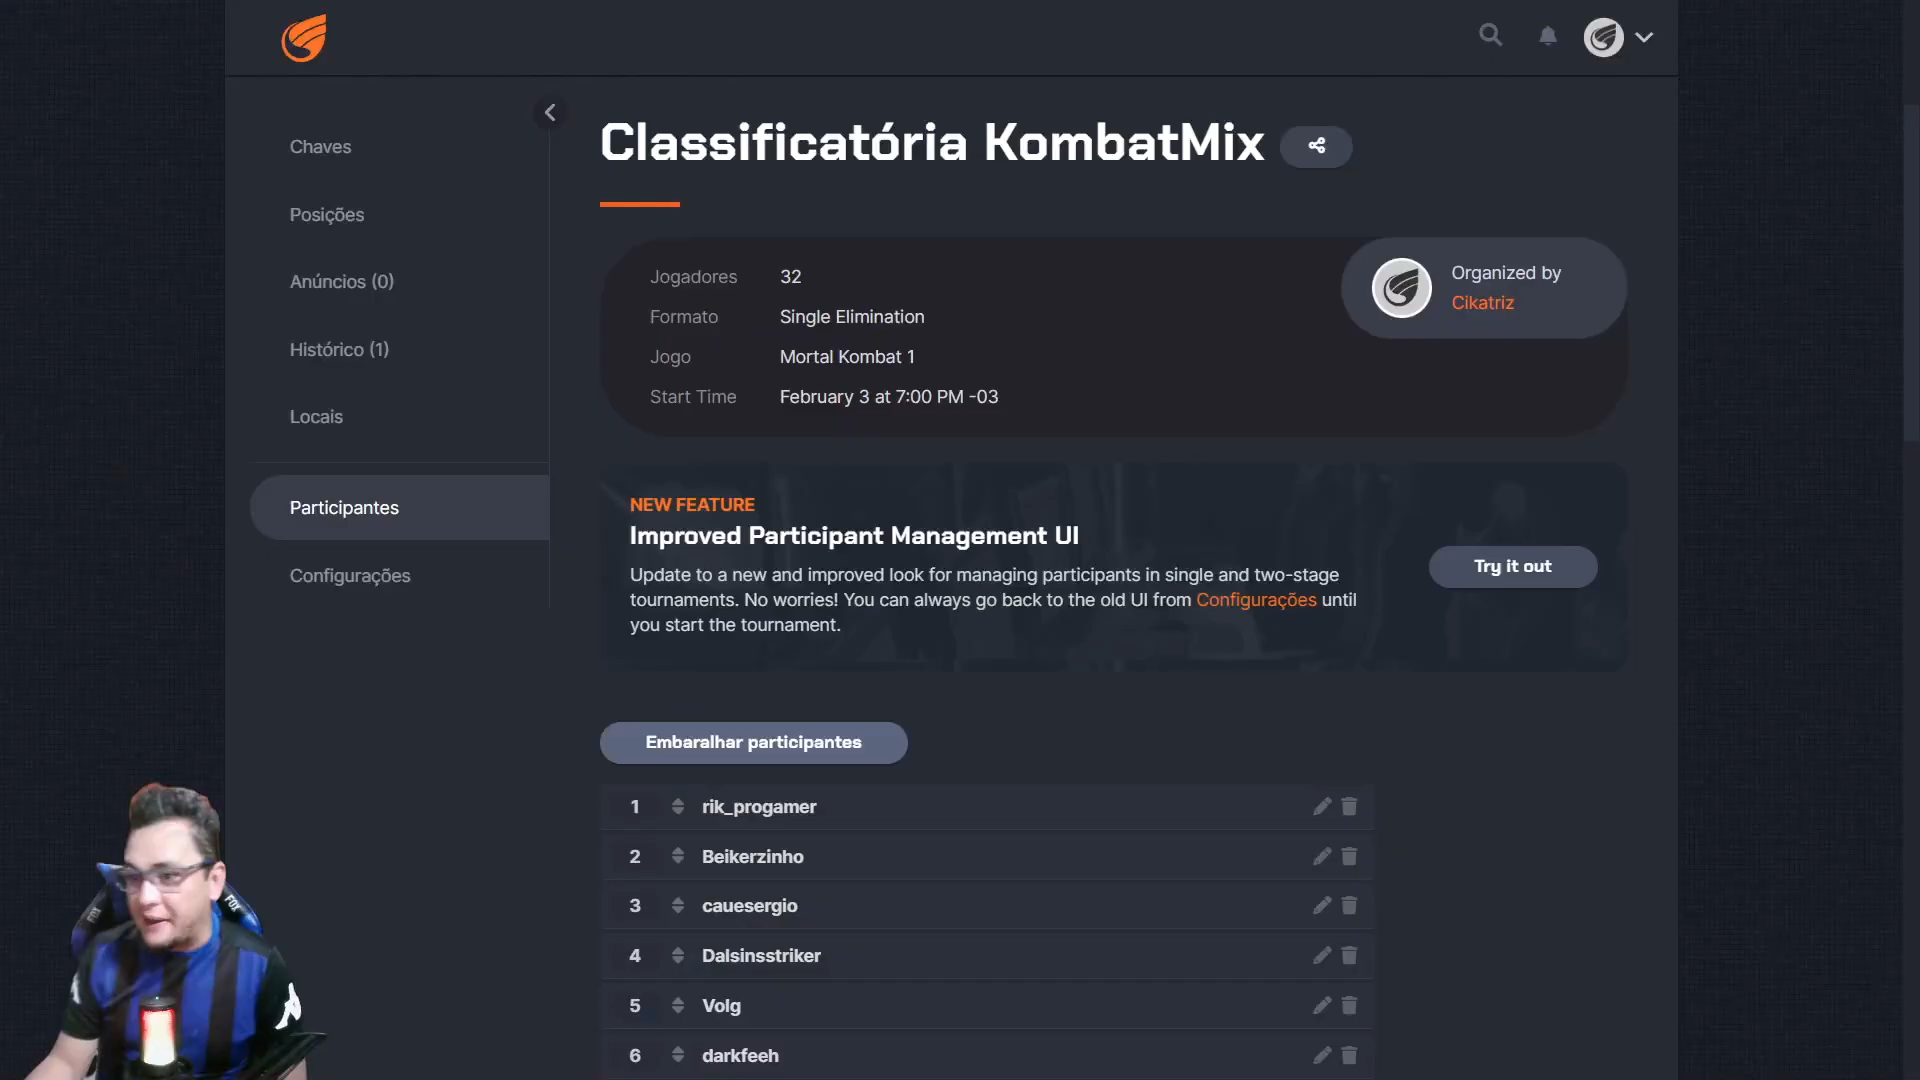 Classificatória KombatMix
Chaves
Posições
Anúncios (0)
Histórico (1)
Locais
Participantes
Configurações
Jogadores 32
Formato Single Elimination
Jogo Mortal Kombat 1
Start Time February 3 at 7:00 PM -03
Organized by
Cikatriz
NEW FEATURE
Improved Participant Management UI
Update to a new and improved look for managing participants in single and two-stage
tournaments. No worries! You can always go back to the old UI from Configurações until
you start the tournament.
Try it out
Embaralhar participantes
1 rik_progamer
2 Beikerzinho
3 cauesergio
4 Dalsinsstriker
5 Volg
6 darkfeeh
FOX
FOX